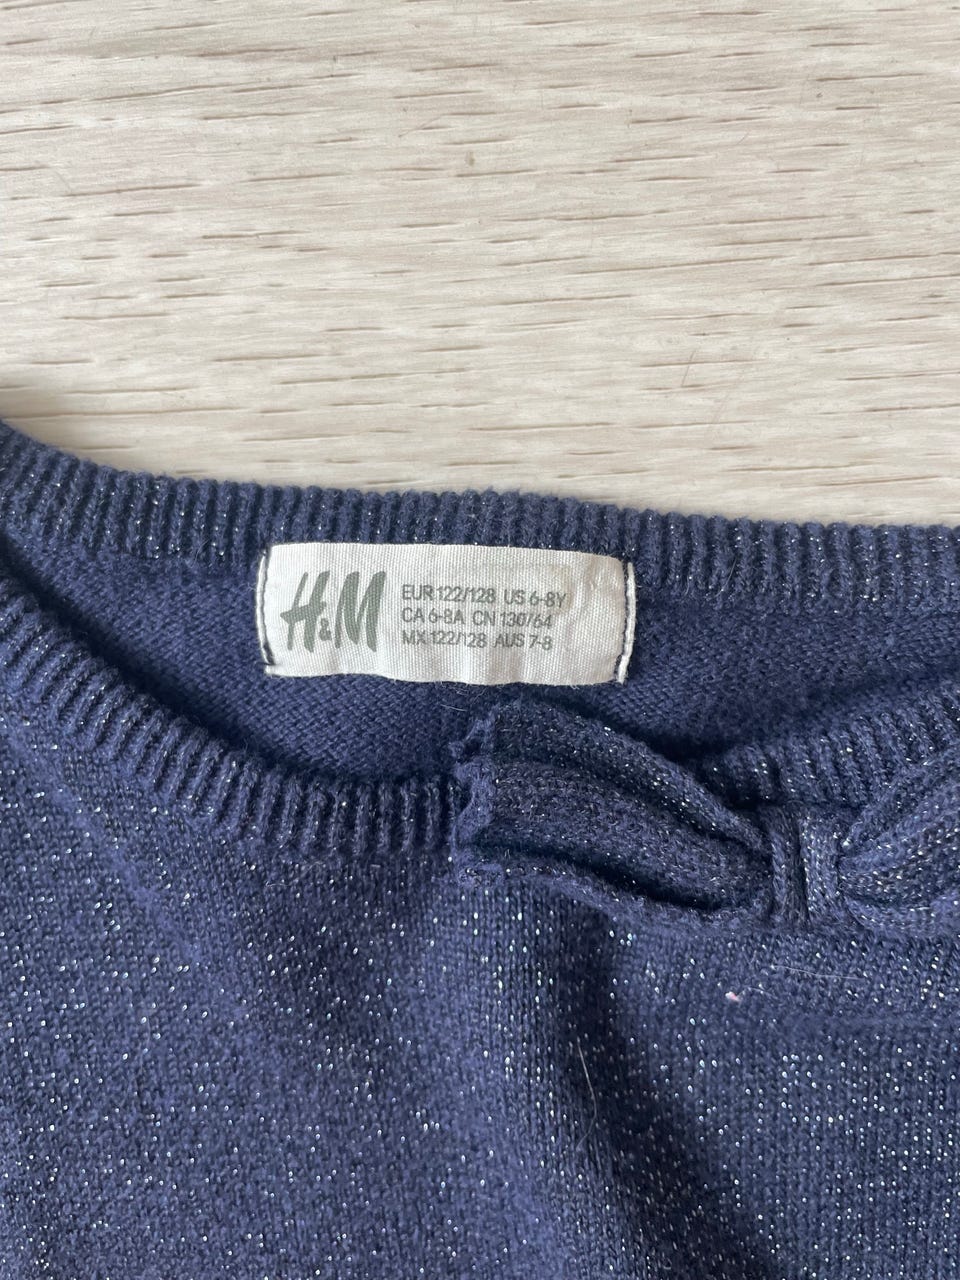 H&M
EUR 122/128 US 6-8Y
CA 6-8A CN 130/64
MX 122/128 AUS 7-8